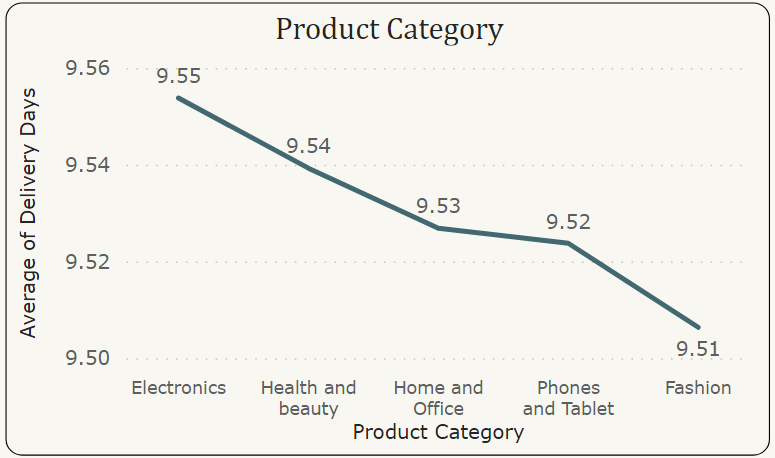 Product Category
Average of Delivery Days
9.56
9.54
9.52
9.50
9.55
9.54
9.53
9.52
9.51
Electronics
Health and
beauty
Home and
Office
Phones
and Tablet
Fashion
Product Category